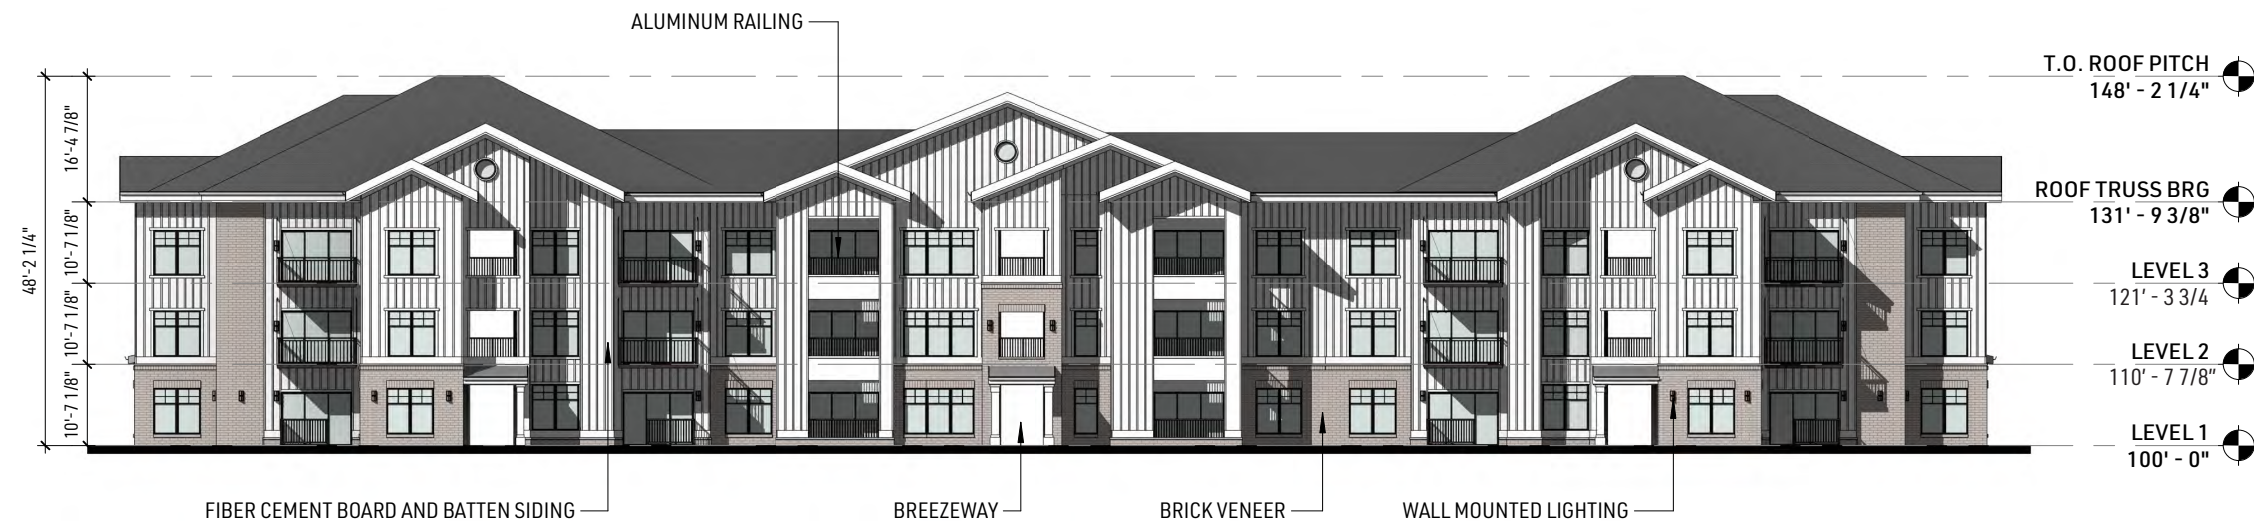 ALUMINUM RAILING
T.O. ROOF PITCH
148' - 2 1/4"
16'-4 7/8"
ROOF TRUSS BRG
131' - 9 3/8"
10'-7 1/8"
48'-2 1/4"
LEVEL 3
121' - 3 3/4
10'-7 1/8"
LEVEL 2
110' - 7 7/8"
10'-7 1/8"
LEVEL 1
100' - 0"
FIBER CEMENT BOARD AND BATTEN SIDING
BREEZEWAY
BRICK VENEER
WALL MOUNTED LIGHTING